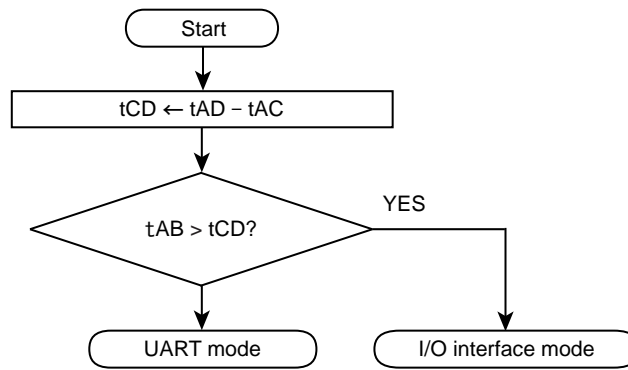 Start
tCD ← tAD − tAC
tAB > tCD?
YES
UART mode
I/O interface mode